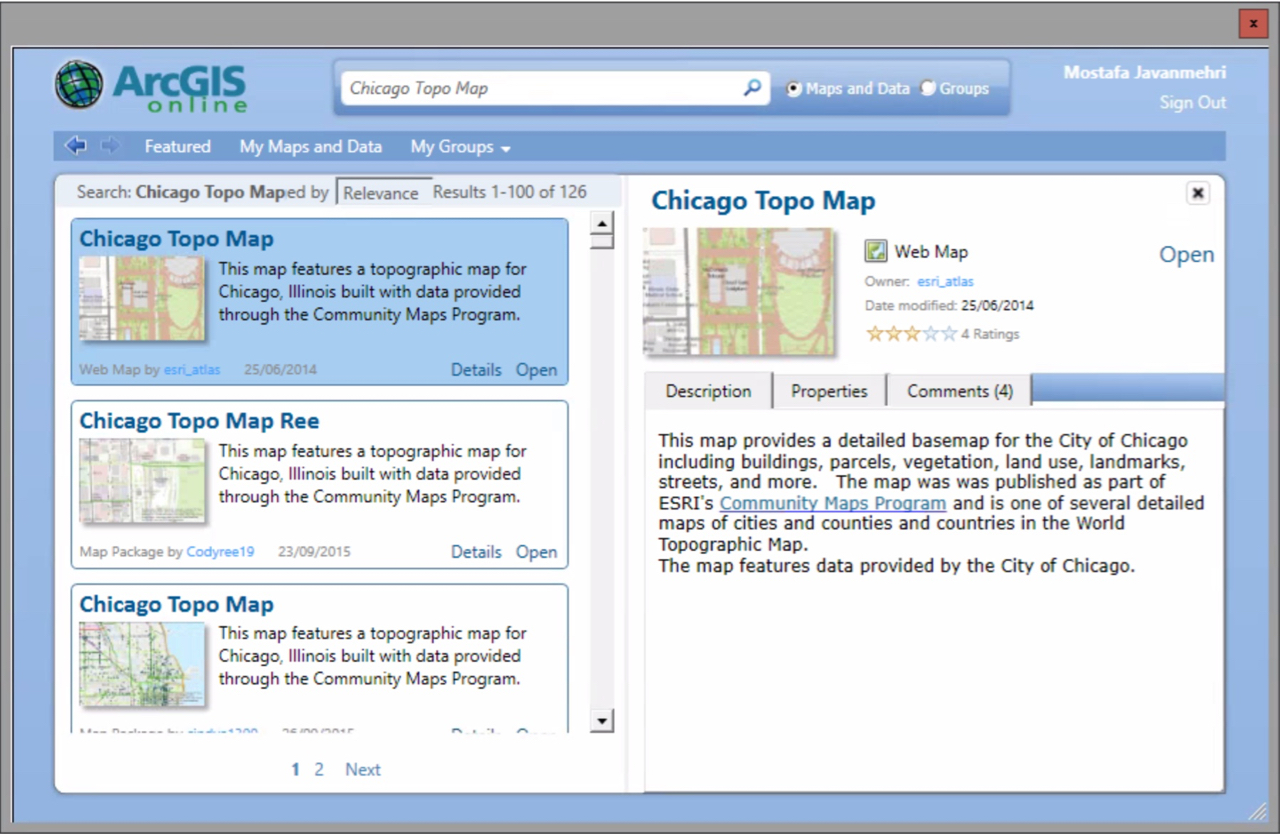 x
ArcGIS
online
Chicago Topo Map
Maps and Data Groups
Mostafa Javanmehri
Sign Out
Featured My Maps and Data My Groups
Search: Chicago Topo Maped by Relevance Results 1-100 of 126
Chicago Topo Map
This map features a topographic map for
Chicago, Illinois built with data provided
through the Community Maps Program.
Web Map by esri_atlas 25/06/2014 Details Open
Chicago Topo Map Ree
This map features a topographic map for
Chicago, Illinois built with data provided
through the Community Maps Program.
Map Package by Codyree19 23/09/2015 Details Open
Chicago Topo Map
This map features a topographic map for
Chicago, Illinois built with data provided
through the Community Maps Program.
Map Package by 26/09/2015 Details Open
1 2 Next
Chicago Topo Map
Web Map
Open
Owner: esri_atlas
Date modified: 25/06/2014
4 Ratings
Description Properties Comments (4)
This map provides a detailed basemap for the City of Chicago
including buildings, parcels, vegetation, land use, landmarks,
streets, and more. The map was was published as part of
ESRI's Community Maps Program and is one of several detailed
maps of cities and counties and countries in the World
Topographic Map.
The map features data provided by the City of Chicago.